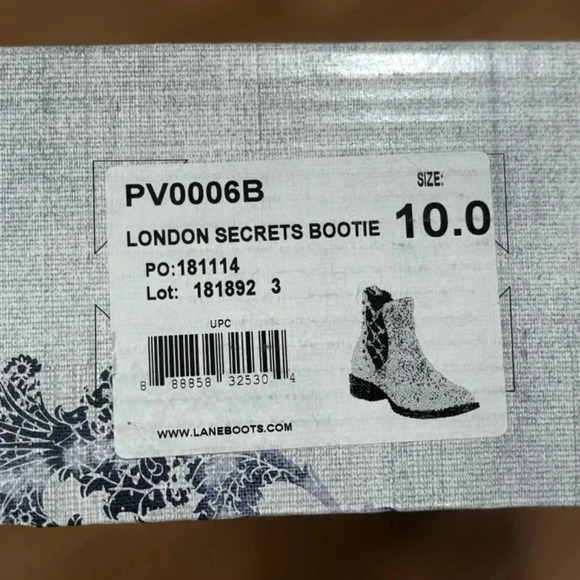 PV0006B
SIZE:
LONDON SECRETS BOOTIE 10.0
PO:181114
Lot: 181892 3
UPC
8 88858 32530 4
WWW.LANEBOOTS.COM